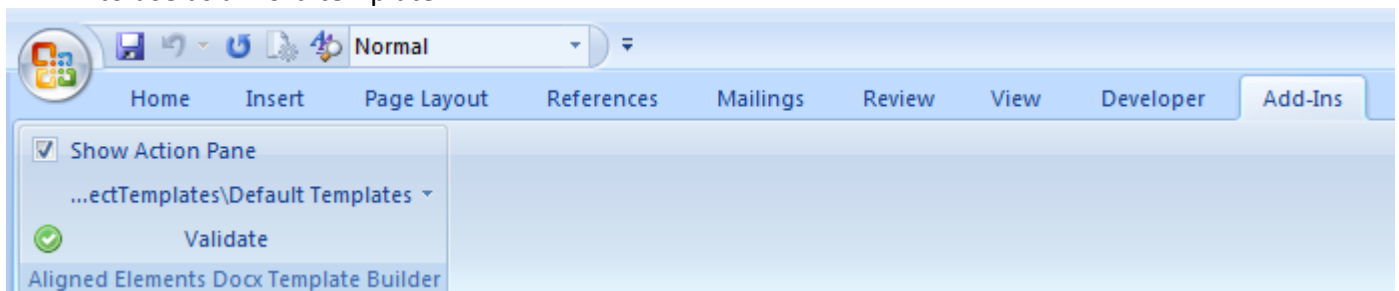 Normal
Home Insert Page Layout References Mailings Review View Developer Add-Ins
Show Action Pane
...ectTemplates\Default Templates
Validate
Aligned Elements Docx Template Builder